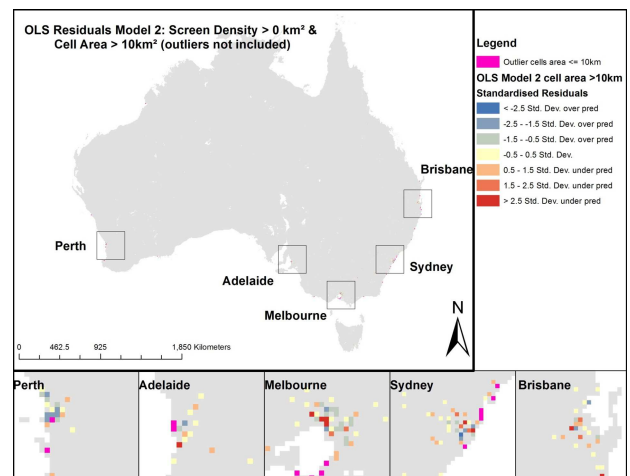 OLS Residuals Model 2: Screen Density > 0 km² &
Cell Area > 10km² (outliers not included)
Legend
Outlier cells area <= 10km
OLS Model 2 cell area >10km
Standardised Residuals
< -2.5 Std. Dev. over pred
-2.5 - -1.5 Std. Dev. over pred
-1.5 - -0.5 Std. Dev. over pred
-0.5 - 0.5 Std. Dev.
0.5 - 1.5 Std. Dev. under pred
1.5 - 2.5 Std. Dev. under pred
> 2.5 Std. Dev. under pred
Brisbane
Perth
Adelaide
Sydney
Melbourne
N
0 462.5 925 1,850 Kilometers
Perth Adelaide Melbourne Sydney Brisbane